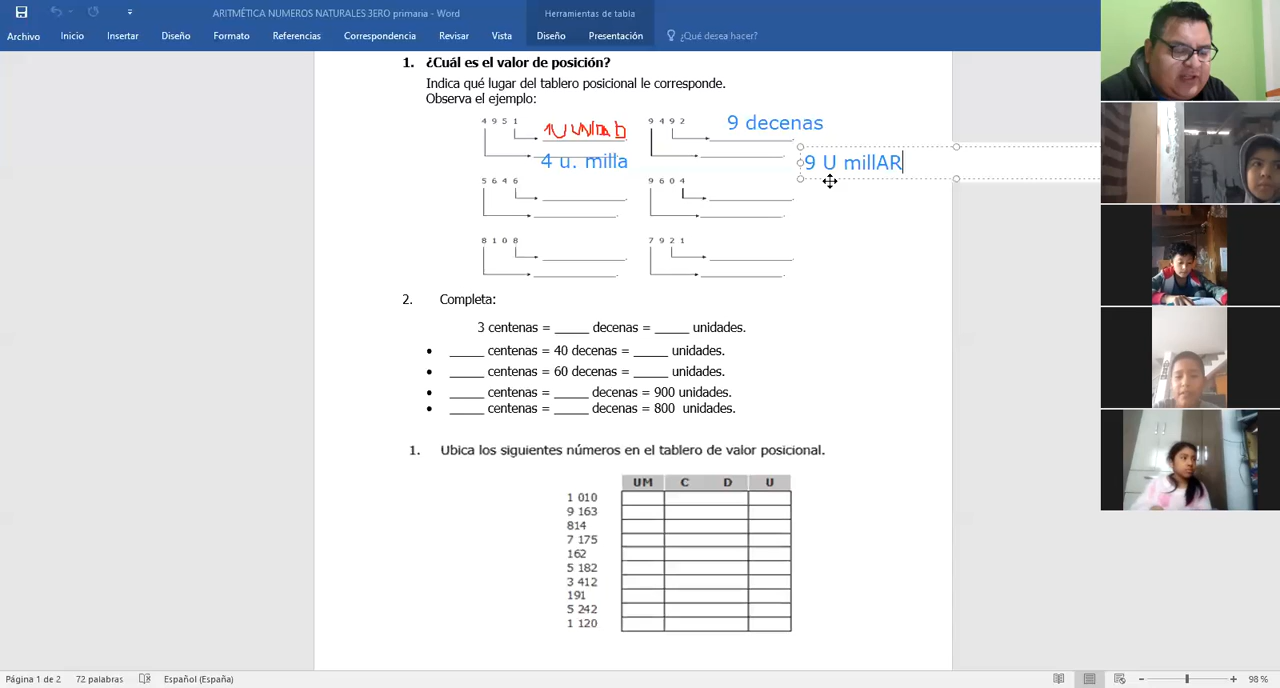 ARITMÉTICA NUMEROS NATURALES 3ERO primaria - Word
Herramientas de tabla
Archivo Inicio Insertar Diseño Formato Referencias Correspondencia Revisar Vista Diseño Presentación ¿Qué desea hacer?
1. ¿Cuál es el valor de posición?
Indica qué lugar del tablero posicional le corresponde.
Observa el ejemplo:
4 9 5 1
1U UNIDAD
4 u. milla
9 4 9 2
9 decenas
9 U millAR
5 6 4 6
9 6 0 4
8 1 0 8
7 9 2 1
2. Completa:
3 centenas = _____ decenas = _____ unidades.
• _____ centenas = 40 decenas = _____ unidades.
• _____ centenas = 60 decenas = _____ unidades.
• _____ centenas = _____ decenas = 900 unidades.
• _____ centenas = _____ decenas = 800 unidades.
1. Ubica los siguientes números en el tablero de valor posicional.
UM C D U
1 010
9 163
814
7 175
162
5 182
3 412
191
5 242
1 120
Página 1 de 2 72 palabras Español (España) 98 %